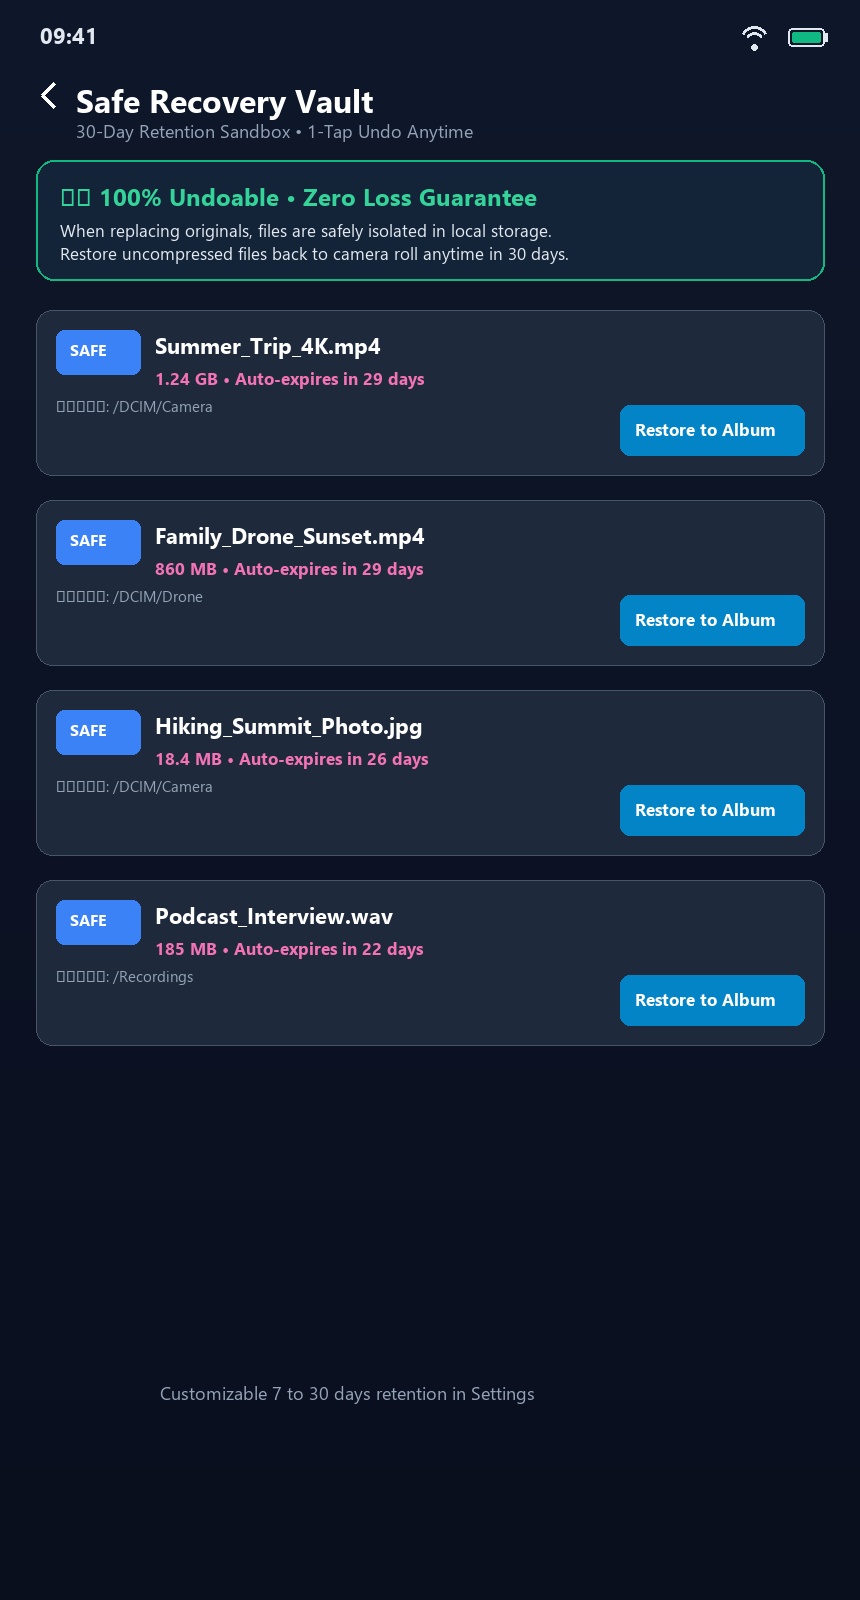 09:41
Safe Recovery Vault
30-Day Retention Sandbox • 1-Tap Undo Anytime
100% Undoable • Zero Loss Guarantee
When replacing originals, files are safely isolated in local storage.
Restore uncompressed files back to camera roll anytime in 30 days.
SAFE
Summer_Trip_4K.mp4
1.24 GB • Auto-expires in 29 days
: /DCIM/Camera
Restore to Album
SAFE
Family_Drone_Sunset.mp4
860 MB • Auto-expires in 29 days
: /DCIM/Drone
Restore to Album
SAFE
Hiking_Summit_Photo.jpg
18.4 MB • Auto-expires in 26 days
: /DCIM/Camera
Restore to Album
SAFE
Podcast_Interview.wav
185 MB • Auto-expires in 22 days
: /Recordings
Restore to Album
Customizable 7 to 30 days retention in Settings